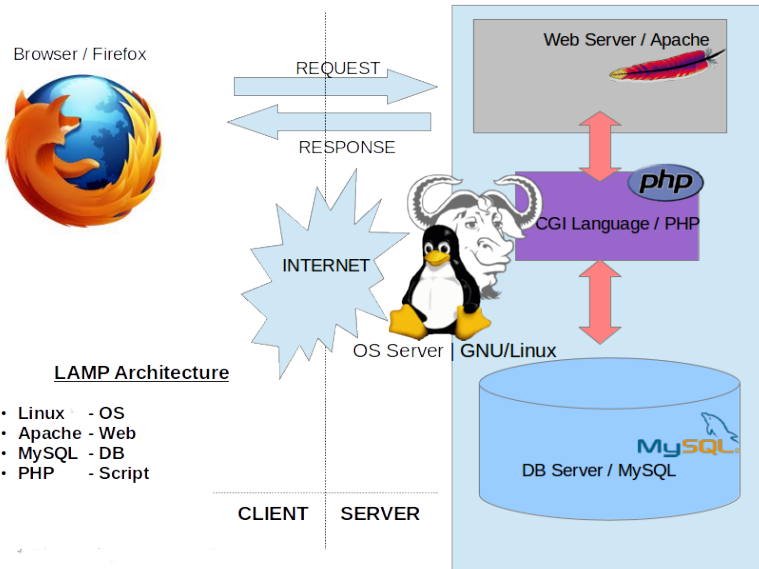 Browser / Firefox
REQUEST
RESPONSE
Web Server / Apache
php
CGI Language / PHP
INTERNET
OS Server | GNU/Linux
MySQL
DB Server / MySQL
LAMP Architecture
• Linux - OS
• Apache - Web
• MySQL - DB
• PHP - Script
CLIENT
SERVER